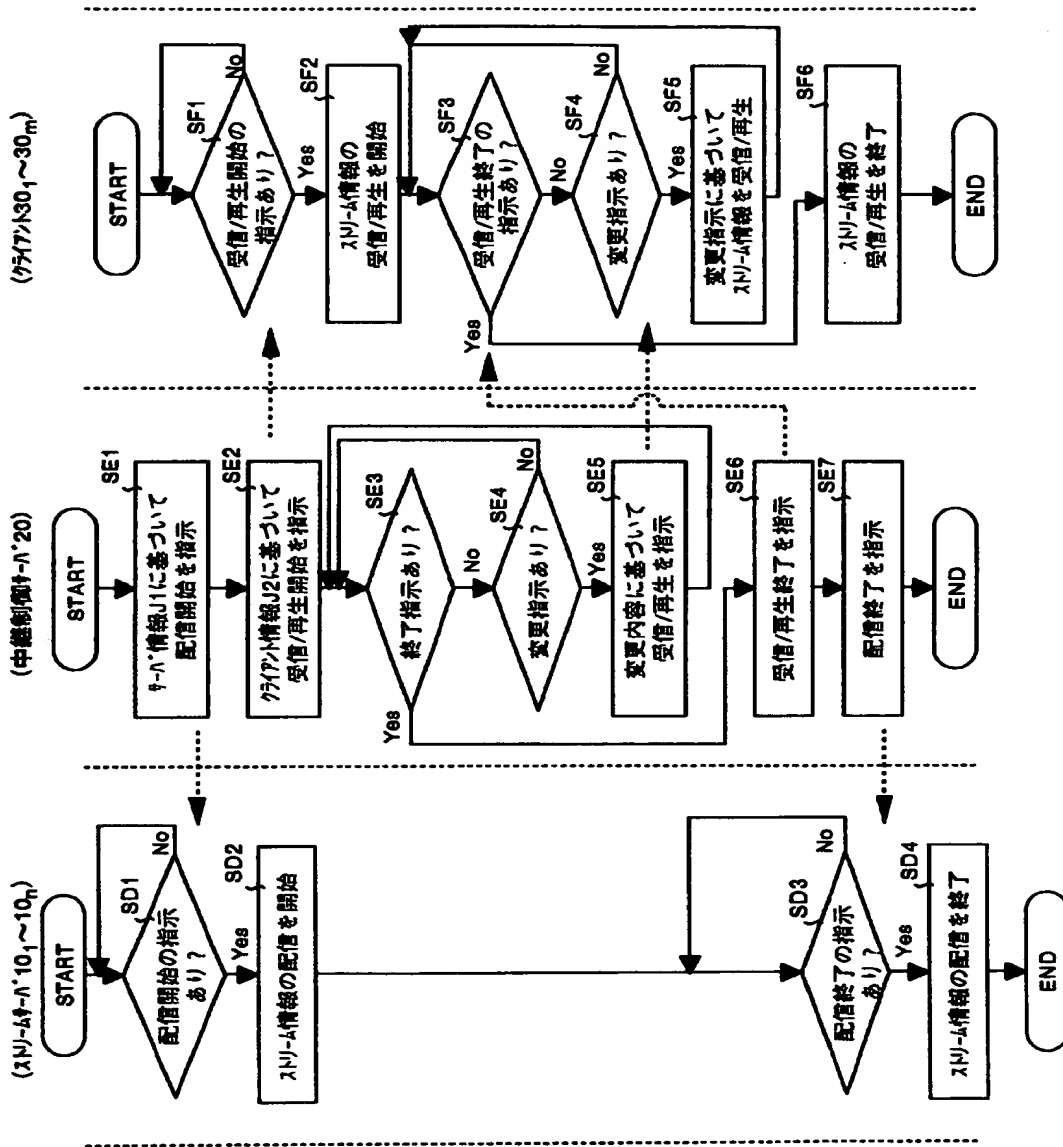 (ストリームサーバ10₁〜10ₙ)
START
SD1
配信開始の指示
あり?
No
Yes
SD2
ストリーム情報の配信を開始
SD3
配信終了の指示
あり?
No
Yes
SD4
ストリーム情報の配信を終了
END
(中継制御サーバ20)
START
SE1
サーバ情報J1に基づいて
配信開始を指示
SE2
クライアント情報J2に基づいて
受信/再生開始を指示
SE3
終了指示あり?
Yes
No
SE4
変更指示あり?
No
Yes
SE5
変更内容に基づいて
受信/再生を指示
SE6
受信/再生終了を指示
SE7
配信終了を指示
END
(クライアント30₁〜30ₘ)
START
SF1
受信/再生開始の
指示あり?
No
Yes
SF2
ストリーム情報の
受信/再生を開始
SF3
受信/再生終了の
指示あり?
Yes
No
SF4
変更指示あり?
No
Yes
SF5
変更指示に基づいて
ストリーム情報を受信/再生
SF6
ストリーム情報の
受信/再生を終了
END